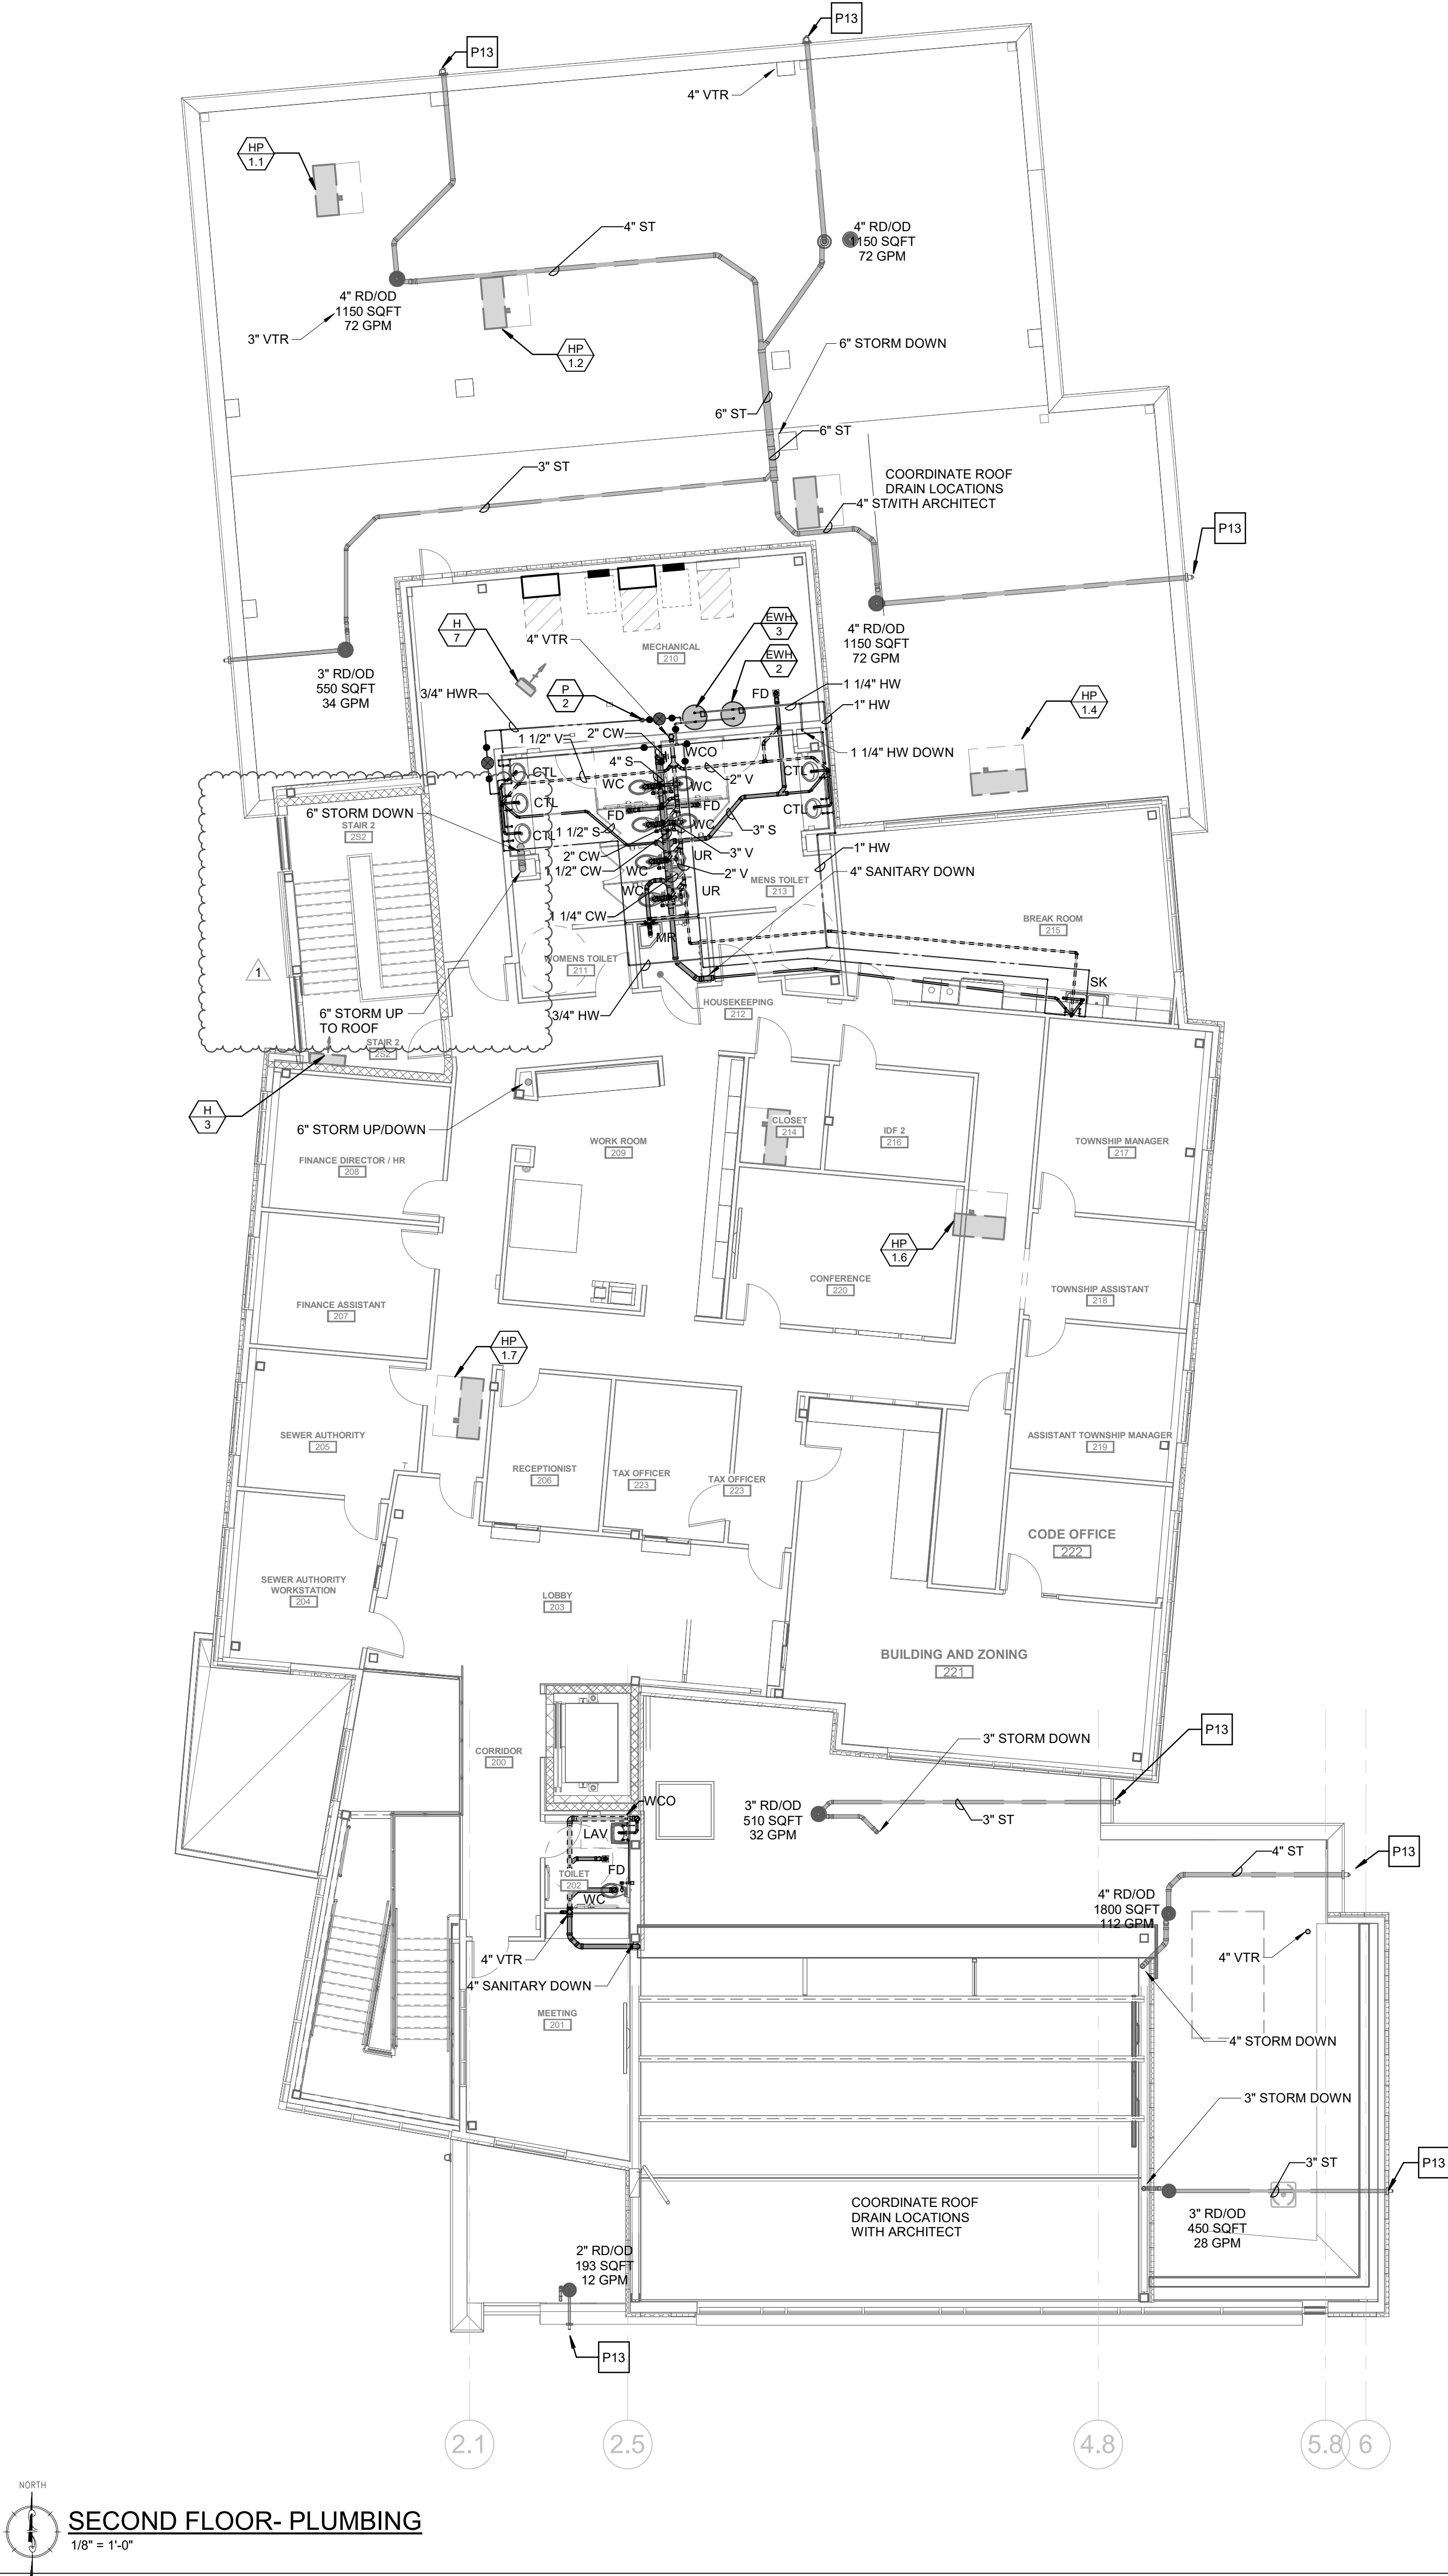 P13
P13
4" VTR
HP
1.1
4" ST
4" RD/OD
1150 SQFT
72 GPM
4" RD/OD
1150 SQFT
72 GPM
3" VTR
HP
1.2
6" STORM DOWN
6" ST
6" ST
3" ST
COORDINATE ROOF
DRAIN LOCATIONS
WITH ARCHITECT
4" ST
P13
H
7
4" VTR
EWH
3
MECHANICAL
210
EWH
2
4" RD/OD
1150 SQFT
72 GPM
3" RD/OD
550 SQFT
34 GPM
3/4" HWR
P
2
FD
1 1/4" HW
HP
1.4
1" HW
1 1/2" V
2" CW
WCO
1 1/4" HW DOWN
4" S
CTL
2" V
CTL
WC
WC
CTL
FD
FD
CTL
6" STORM DOWN
STAIR 2
2S2
CTL
1 1/2" S
WC
3" S
2" CW
3" V
1" HW
UR
1 1/2" CW
WC
2" V
4" SANITARY DOWN
MENS TOILET
213
WC
UR
1 1/4" CW
BREAK ROOM
215
MR
WOMENS TOILET
211
1
SK
HOUSEKEEPING
212
6" STORM UP
TO ROOF
3/4" HW
STAIR 2
2S2
H
3
6" STORM UP/DOWN
WORK ROOM
209
CLOSET
214
IDF 2
216
TOWNSHIP MANAGER
217
FINANCE DIRECTOR / HR
208
HP
1.6
CONFERENCE
220
TOWNSHIP ASSISTANT
218
FINANCE ASSISTANT
207
HP
1.7
SEWER AUTHORITY
205
T
RECEPTIONIST
206
TAX OFFICER
223
TAX OFFICER
223
ASSISTANT TOWNSHIP MANAGER
219
CODE OFFICE
222
SEWER AUTHORITY
WORKSTATION
204
LOBBY
203
BUILDING AND ZONING
221
P13
CORRIDOR
200
3" STORM DOWN
WCO
3" RD/OD
510 SQFT
32 GPM
3" ST
LAV
4" ST
P13
FD
TOILET
202
WC
4" RD/OD
1800 SQFT
112 GPM
4" VTR
4" VTR
4" SANITARY DOWN
MEETING
201
4" STORM DOWN
3" STORM DOWN
3" ST
P13
COORDINATE ROOF
DRAIN LOCATIONS
WITH ARCHITECT
3" RD/OD
450 SQFT
28 GPM
2" RD/OD
193 SQFT
12 GPM
P13
2.1
2.5
4.8
5.8
6
NORTH
SECOND FLOOR- PLUMBING
1/8" = 1'-0"